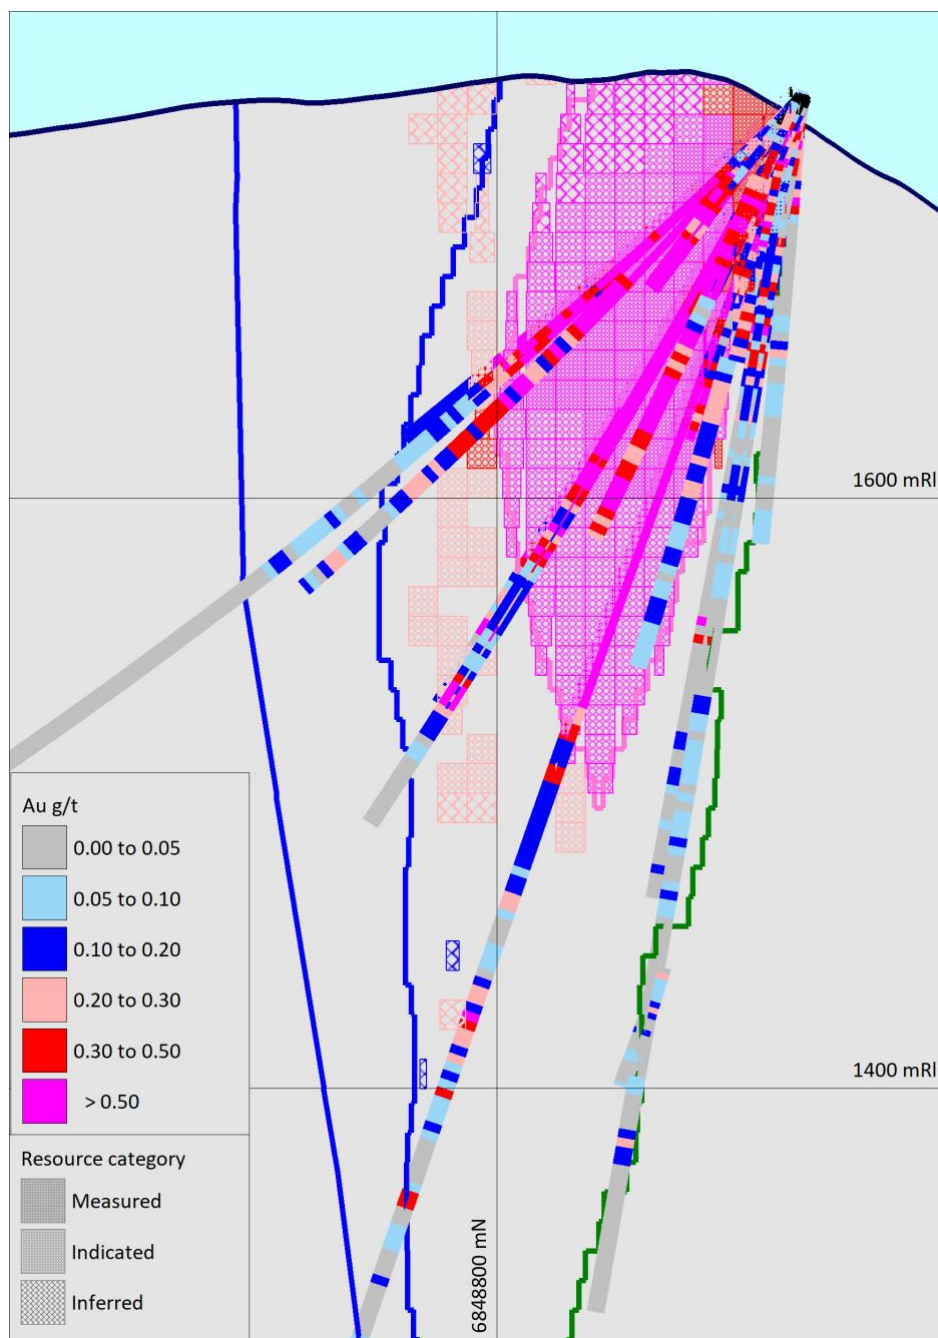 1600 mRl
Au g/t
0.00 to 0.05
0.05 to 0.10
0.10 to 0.20
0.20 to 0.30
0.30 to 0.50
> 0.50
1400 mRl
Resource category
Measured
Indicated
Inferred
6848800 mN